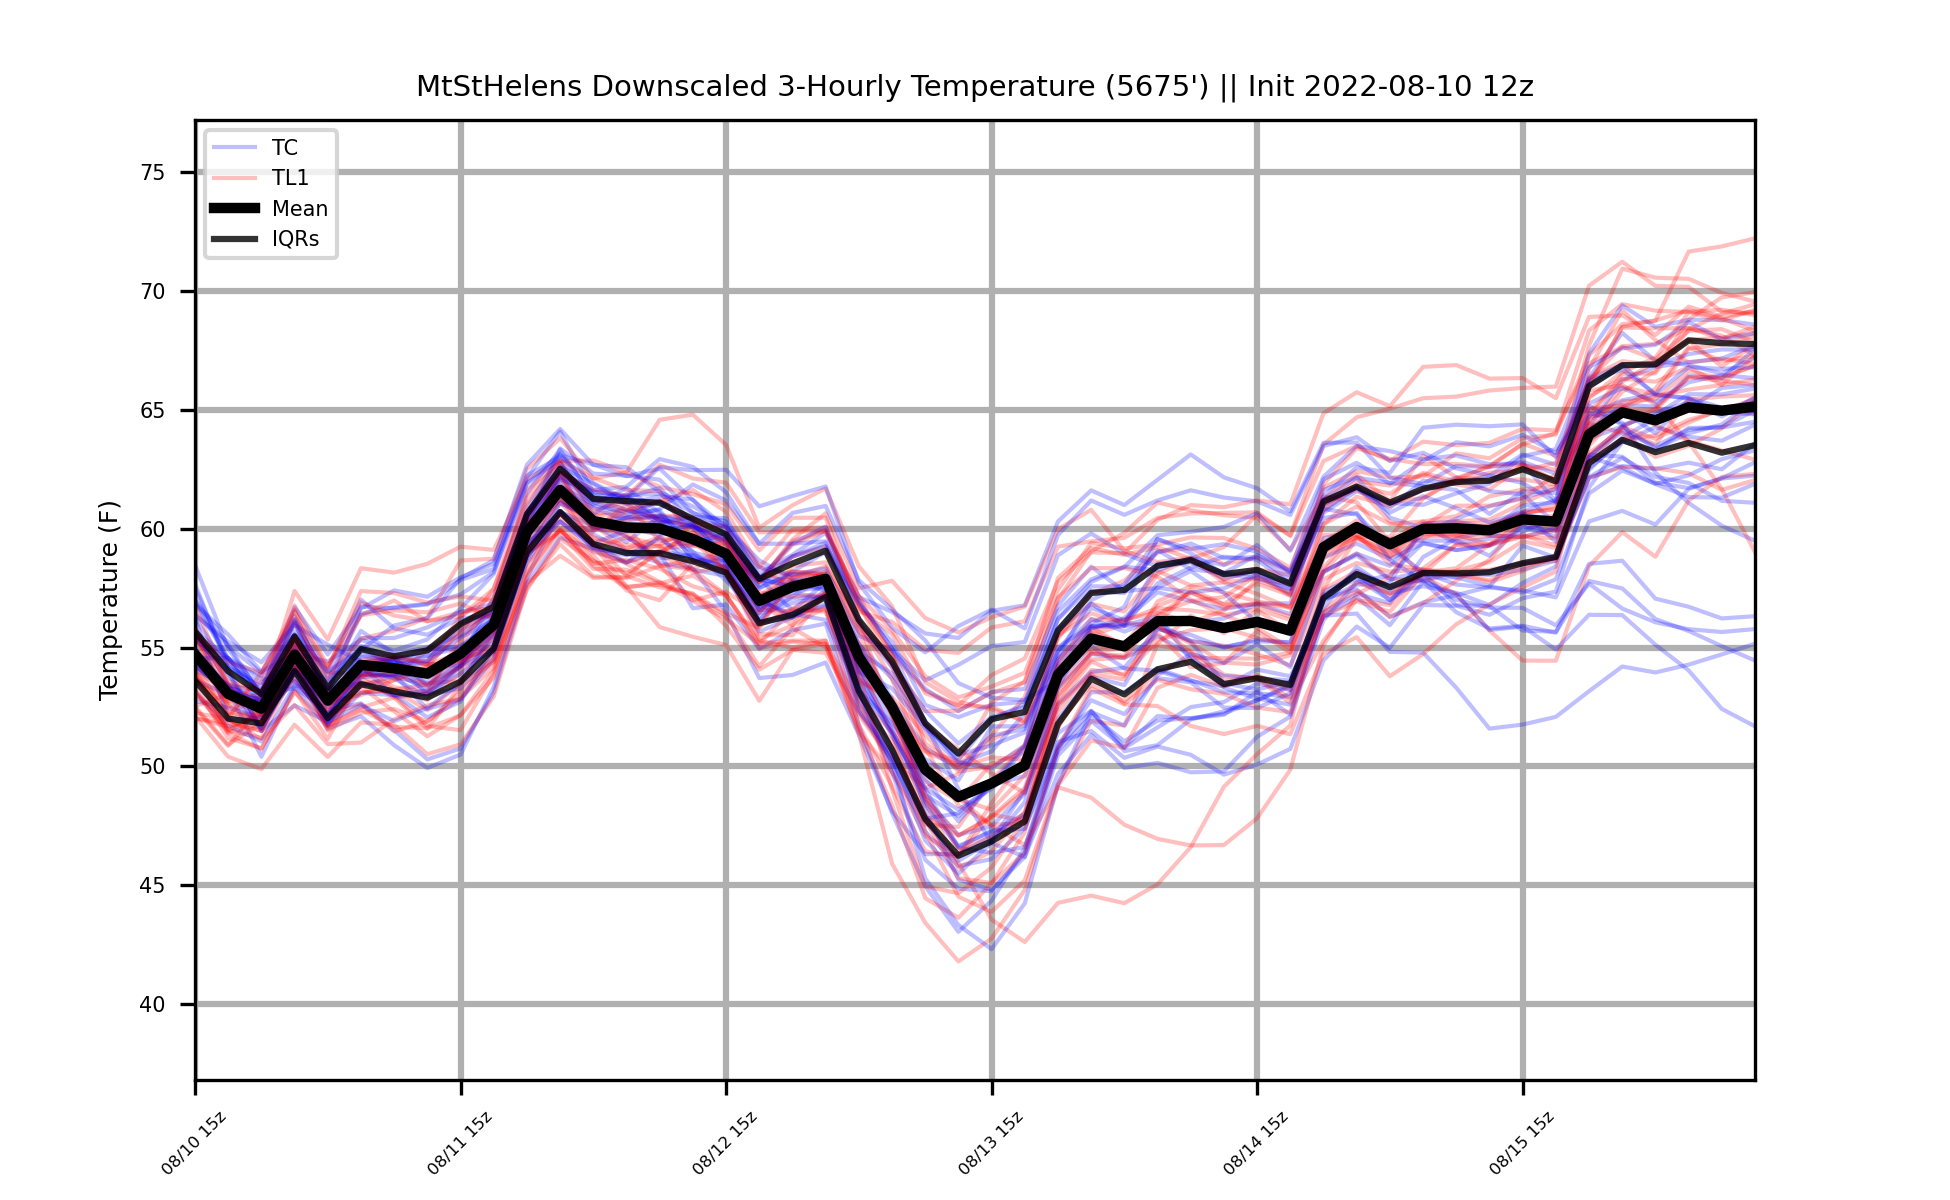 MtStHelens Downscaled 3-Hourly Temperature (5675') || Init 2022-08-10 12z
TC
TL1
Mean
IQRs
Temperature (F)
75
70
65
60
55
50
45
40
08/10 15z
08/11 15z
08/12 15z
08/13 15z
08/14 15z
08/15 15z